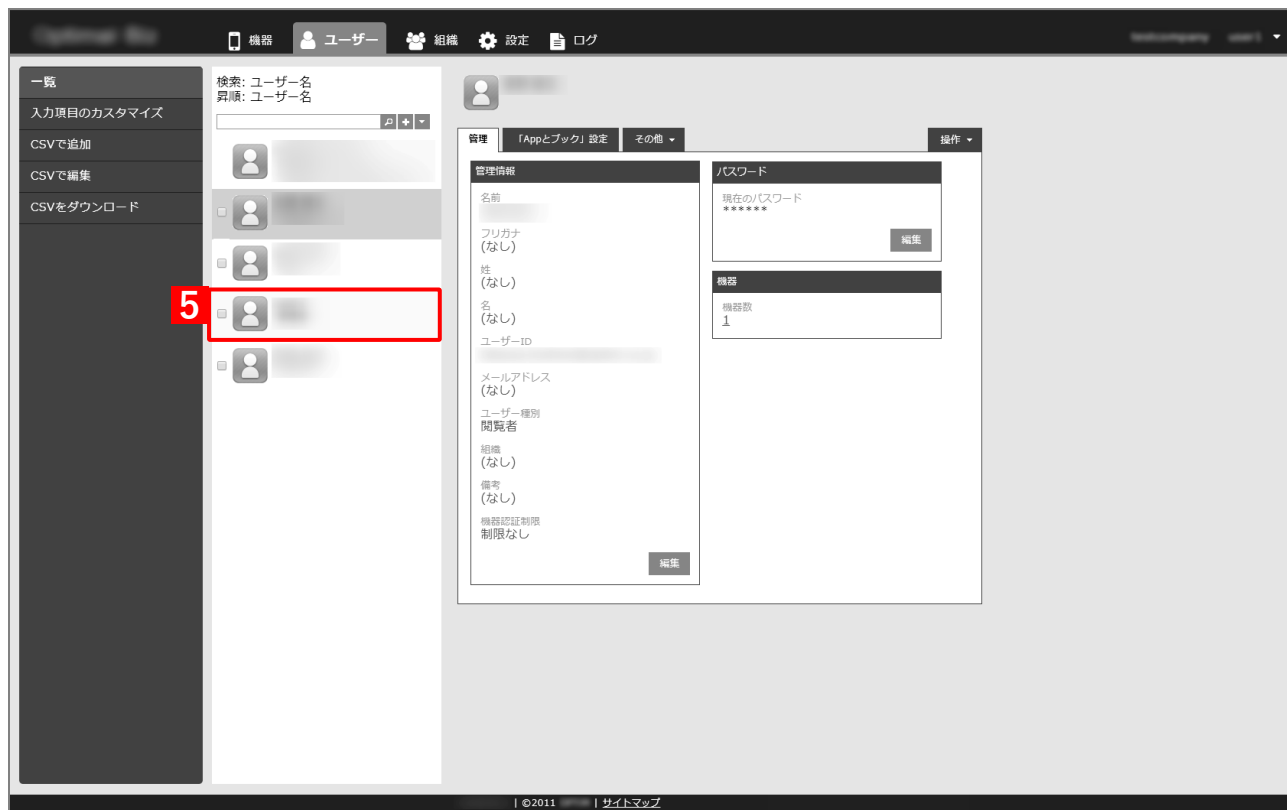 機器
ユーザー
組織
設定
ログ
一覧
入力項目のカスタマイズ
CSVで追加
CSVで編集
CSVをダウンロード
検索: ユーザー名
昇順: ユーザー名
5
管理
「Appとブック」設定
その他
操作
管理情報
名前
フリガナ
(なし)
姓
(なし)
名
(なし)
ユーザーID
メールアドレス
(なし)
ユーザー種別
閲覧者
組織
(なし)
備考
(なし)
機器認証制限
制限なし
編集
パスワード
現在のパスワード
******
編集
機器
機器数
1
| ©2011 | サイトマップ